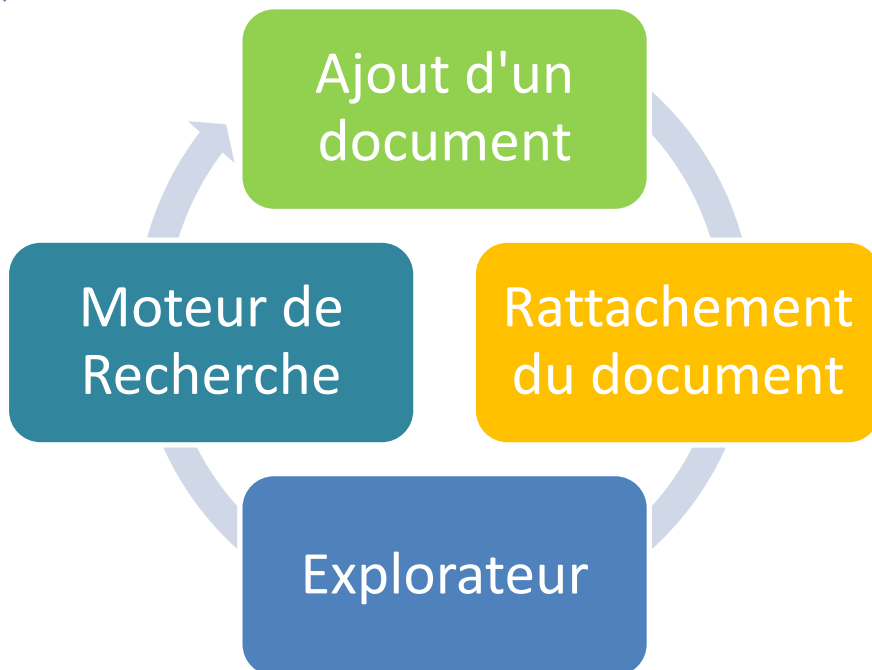 Ajout d'un
document
Rattachement
du document
Explorateur
Moteur de
Recherche